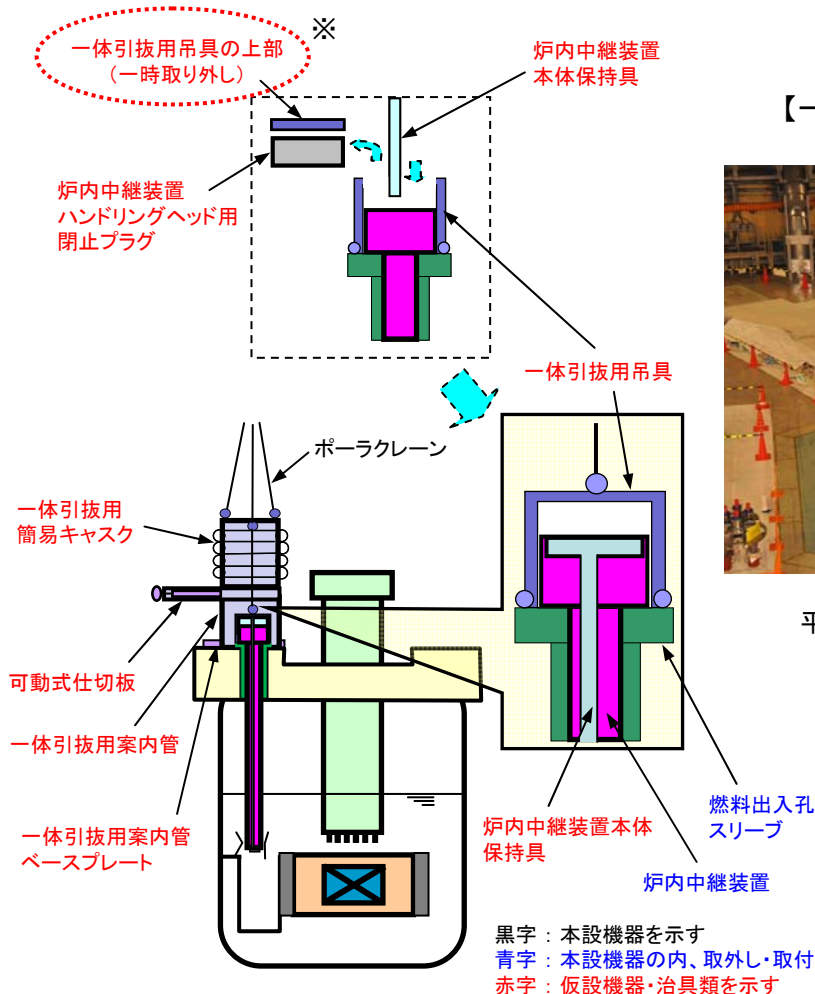 一体引抜用吊具の上部
(一時取り外し)
※
炉内中継装置
本体保持具
【一
炉内中継装置
ハンドリングヘッド用
閉止プラグ
一体引抜用吊具
ポーラクレーン
一体引抜用
簡易キャスク
平
可動式仕切板
一体引抜用案内管
一体引抜用案内管
ベースプレート
炉内中継装置本体
保持具
燃料出入孔
スリーブ
炉内中継装置
黒字：本設機器を示す
青字：本設機器の内、取外し・取付
赤字：仮設機器・治具類を示す